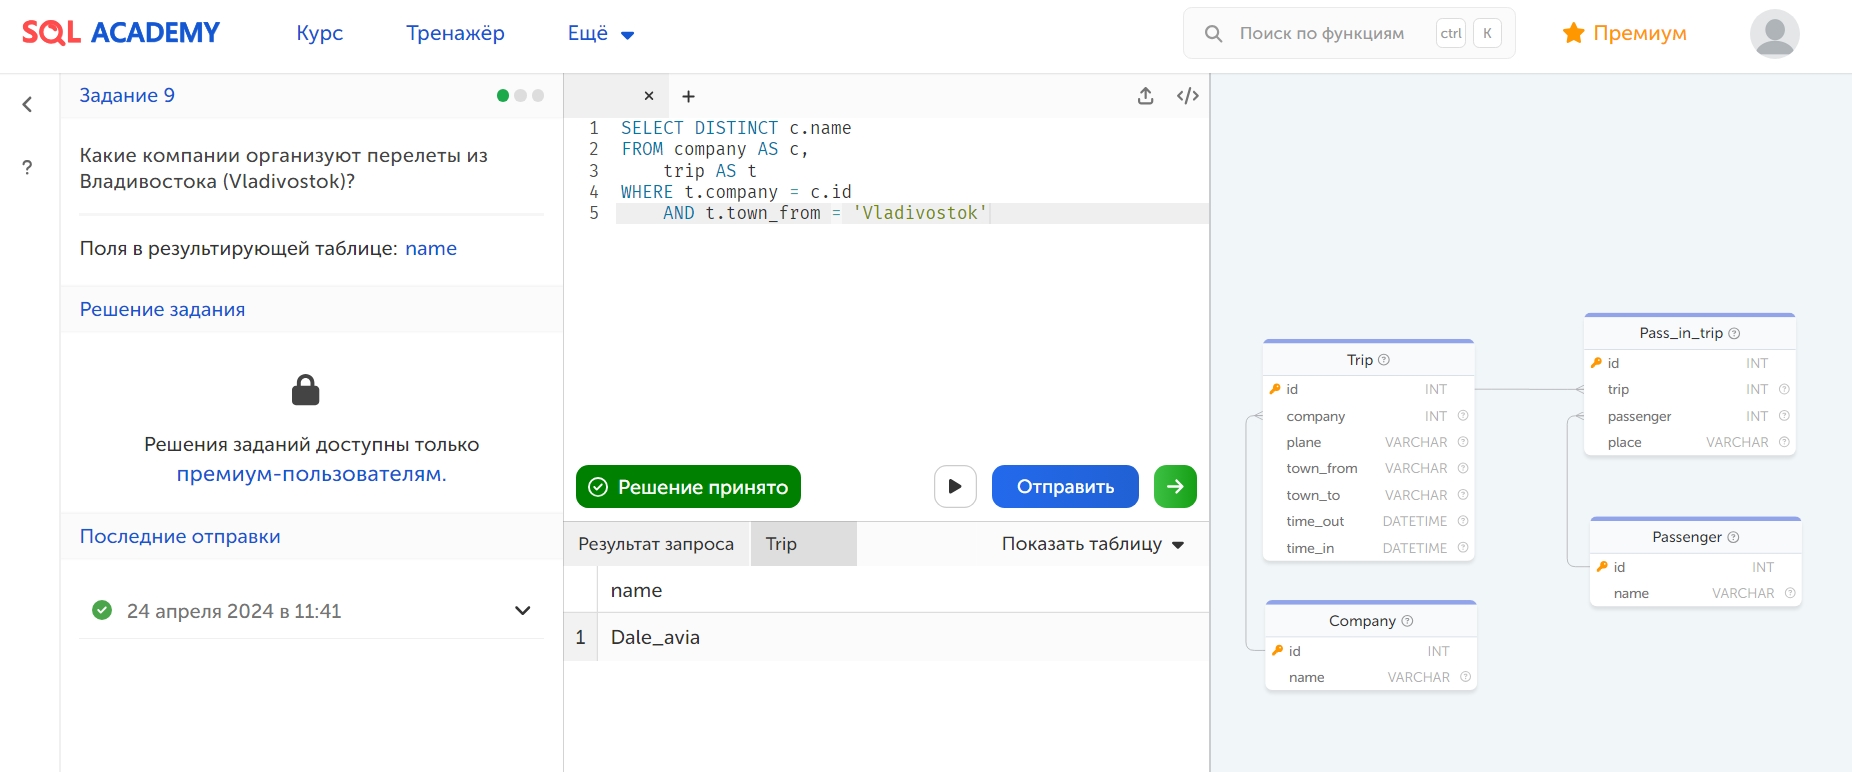 SQL ACADEMY
Курс
Тренажёр
Ещё
Поиск по функциям
ctrl
K
Премиум
?
Задание 9
Какие компании организуют перелеты из
Владивостока (Vladivostok)?
Поля в результирующей таблице: name
Решение задания
Решения заданий доступны только
премиум-пользователям.
Последние отправки
24 апреля 2024 в 11:41
1 SELECT DISTINCT c.name
2 FROM company AS c,
3 trip AS t
4 WHERE t.company = c.id
5 AND t.town_from = 'Vladivostok'
Решение принято
Отправить
Результат запроса
Trip
Показать таблицу
name
1 Dale_avia
Trip
id INT
company INT
plane VARCHAR
town_from VARCHAR
town_to VARCHAR
time_out DATETIME
time_in DATETIME
Company
id INT
name VARCHAR
Pass_in_trip
id INT
trip INT
passenger INT
place VARCHAR
Passenger
id INT
name VARCHAR